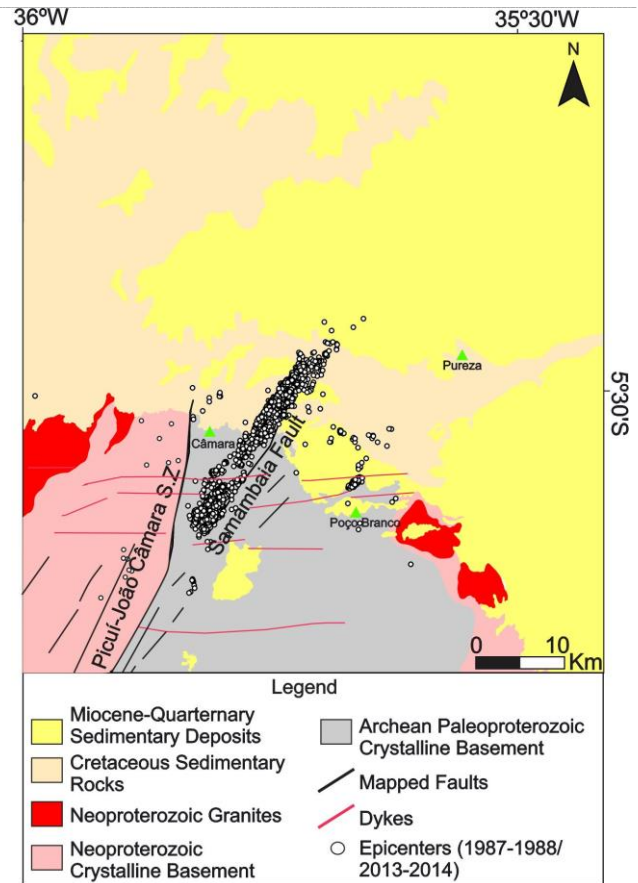 36ºW
35º30'W
N
Pureza
5º30'S
Câmara
Samambaia Fault
Poço Branco
Picuí-João Câmara S.Z.
0 10
Km
Legend
Miocene-Quarternary
Sedimentary Deposits
Cretaceous Sedimentary
Rocks
Neoproterozoic Granites
Neoproterozoic
Crystalline Basement
Archean Paleoproterozoic
Crystalline Basement
Mapped Faults
Dykes
Epicenters (1987-1988/
2013-2014)